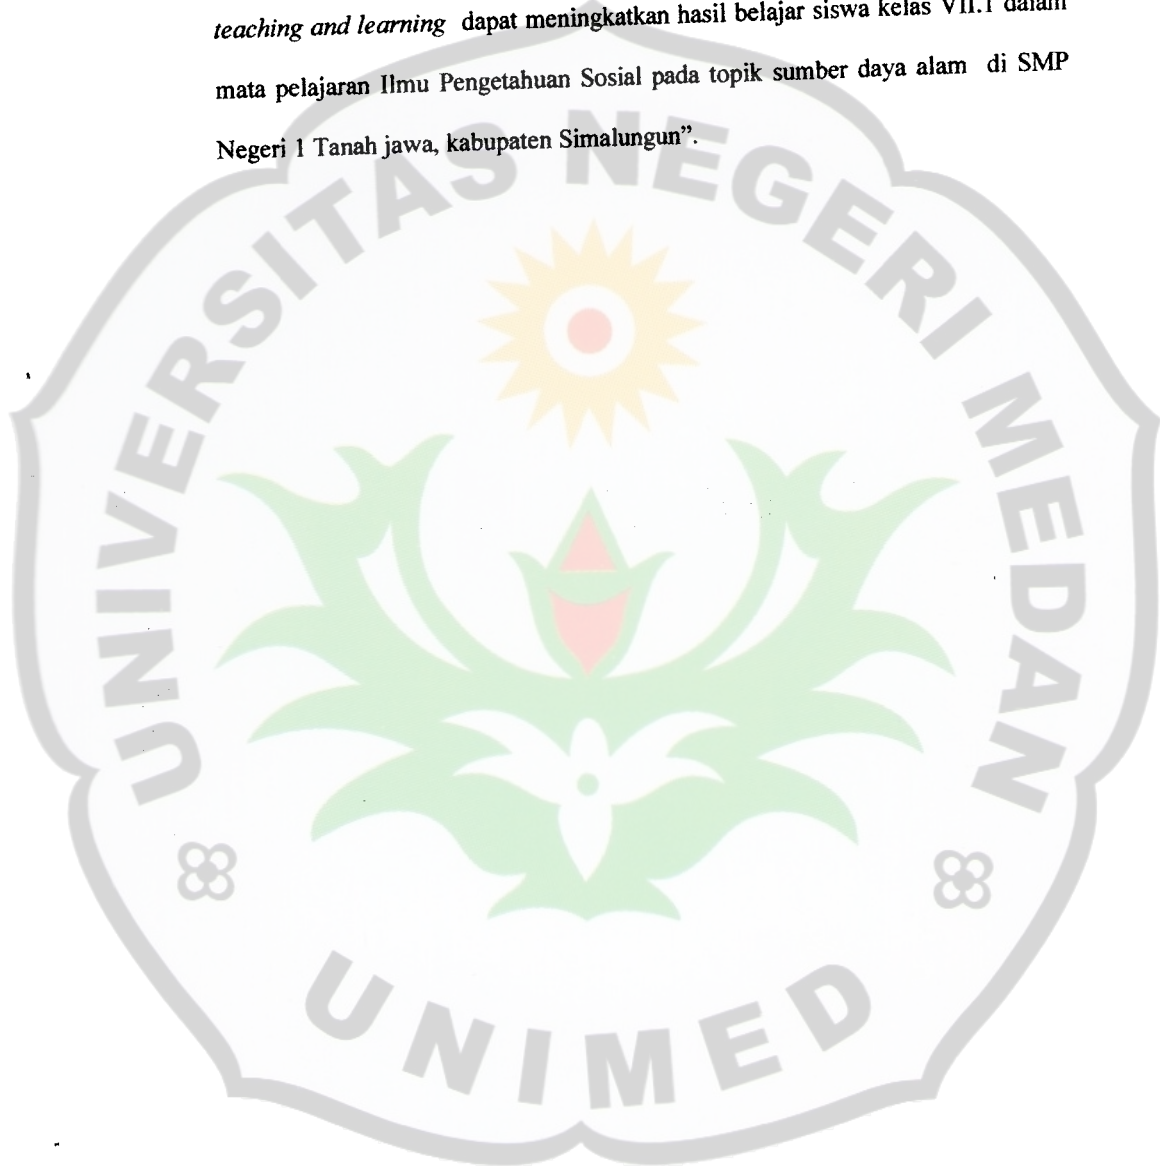 teaching and learning dapat meningkatkan hasil belajar siswa kelas VII.1 dalam
mata pelajaran Ilmu Pengetahuan Sosial pada topik sumber daya alam di SMP
Negeri 1 Tanah jawa, kabupaten Simalungun”.
UNIVERSITAS NEGERI MEDAN
UNIMED